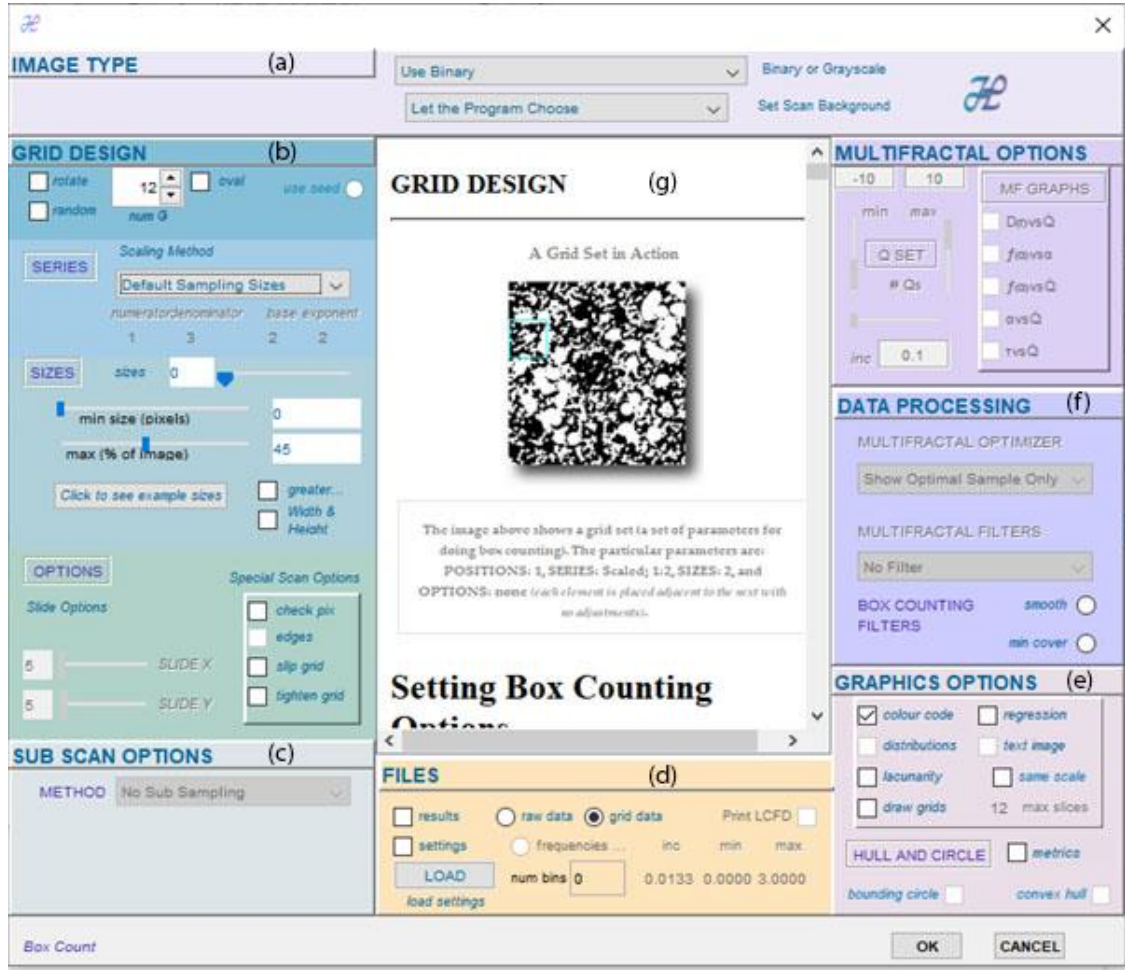 IMAGE TYPE (a)
Use Binary
Binary or Grayscale
Let the Program Choose
Set Scan Background
GRID DESIGN (b)
rotate
12
oval
use seed
random
num G
SERIES
Scaling Method
Default Sampling Sizes
numerator denominator base exponent
1 3 2 2
SIZES
sizes 0
min size (pixels)
0
max (% of image)
45
Click to see example sizes
greater...
Width &
Height
OPTIONS
Special Scan Options
Slide Options
check pix
edges
5 SLIDE X
slip grid
5 SLIDE Y
tighten grid
SUB SCAN OPTIONS (c)
METHOD No Sub Sampling
GRID DESIGN (g)
A Grid Set in Action
The image above shows a grid set (a set of parameters for
doing box counting). The particular parameters are:
POSITIONS: 1, SERIES: Scaled; 1:2, SIZES: 2, and
OPTIONS: none (each element is placed adjacent to the next with
no adjustments).
Setting Box Counting
Options
FILES (d)
results raw data grid data Print LCFD
settings frequencies ... inc min max
LOAD num bins 0 0.0133 0.0000 3.0000
load settings
MULTIFRACTAL OPTIONS
-10 10
MF GRAPHS
min max
DmvsQ
Q SET
# Qs
αvsQ
inc 0.1
τvsQ
DATA PROCESSING (f)
MULTIFRACTAL OPTIMIZER
Show Optimal Sample Only
MULTIFRACTAL FILTERS
No Filter
BOX COUNTING
FILTERS
smooth
min cover
GRAPHICS OPTIONS (e)
colour code regression
distributions text image
lacunarity same scale
draw grids 12 max slices
HULL AND CIRCLE metrics
bounding circle convex hull
Box Count
OK CANCEL